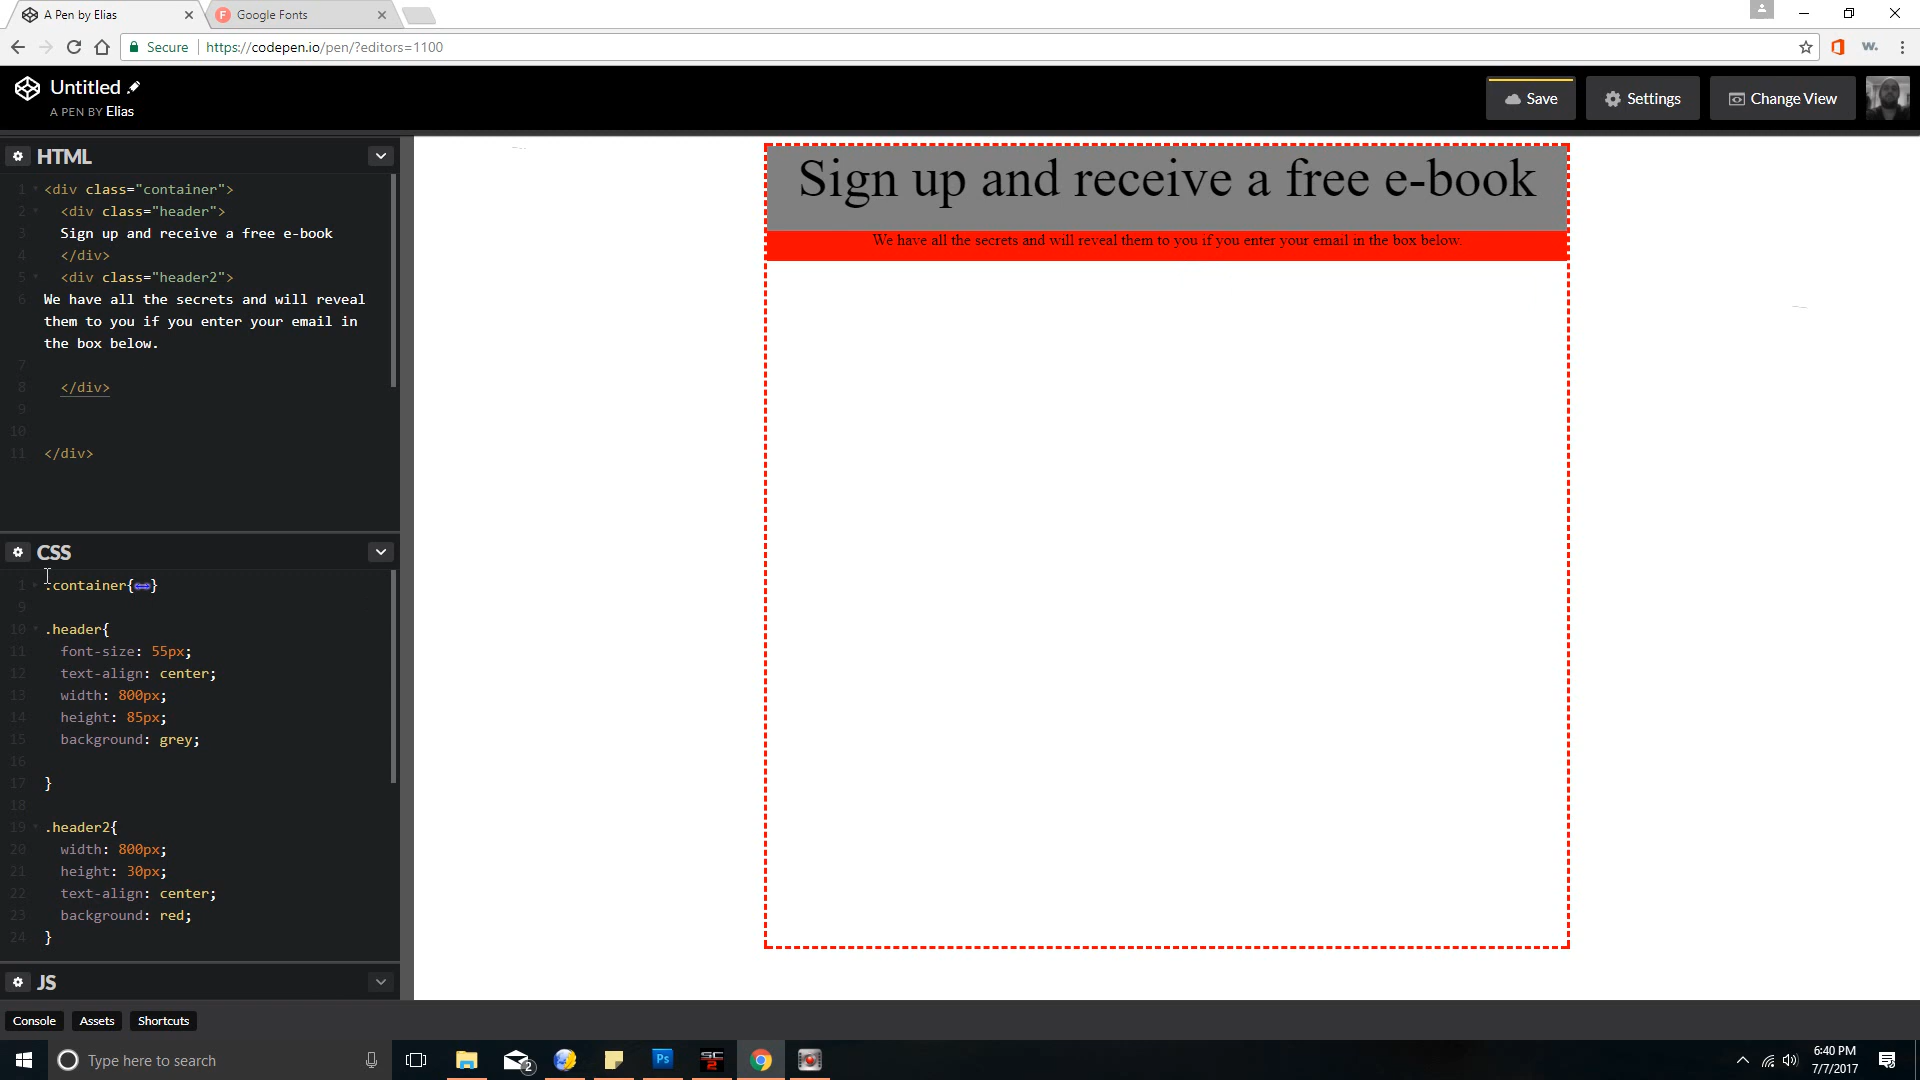 A Pen by Elias
Google Fonts
Secure
https://codepen.io/pen/?editors=1100
w.
Untitled
A PEN BY Elias
Save
Settings
Change View
HTML
1 <div class="container">
2 <div class="header">
3 Sign up and receive a free e-book
4 </div>
5 <div class="header2">
6 We have all the secrets and will reveal
them to you if you enter your email in
the box below.
7
8 </div>
9
10
11 </div>
CSS
1 .container{↔}
9
10 .header{
11 font-size: 55px;
12 text-align: center;
13 width: 800px;
14 height: 85px;
15 background: grey;
16
17 }
18
19 .header2{
20 width: 800px;
21 height: 30px;
22 text-align: center;
23 background: red;
24 }
JS
Sign up and receive a free e-book
We have all the secrets and will reveal them to you if you enter your email in the box below.
Console
Assets
Shortcuts
Type here to search
2
Ps
SC
2
6:40 PM
7/7/2017